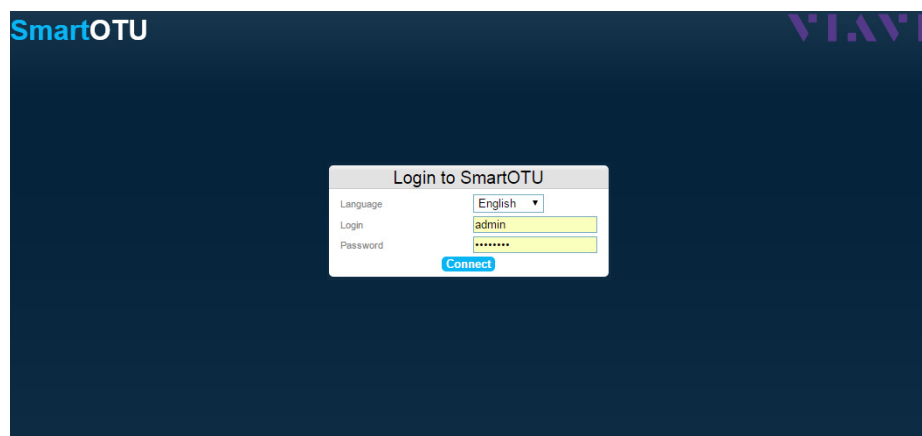 SmartOTU
VIAVI
Login to SmartOTU
Language English
Login admin
Password ••••••••
Connect